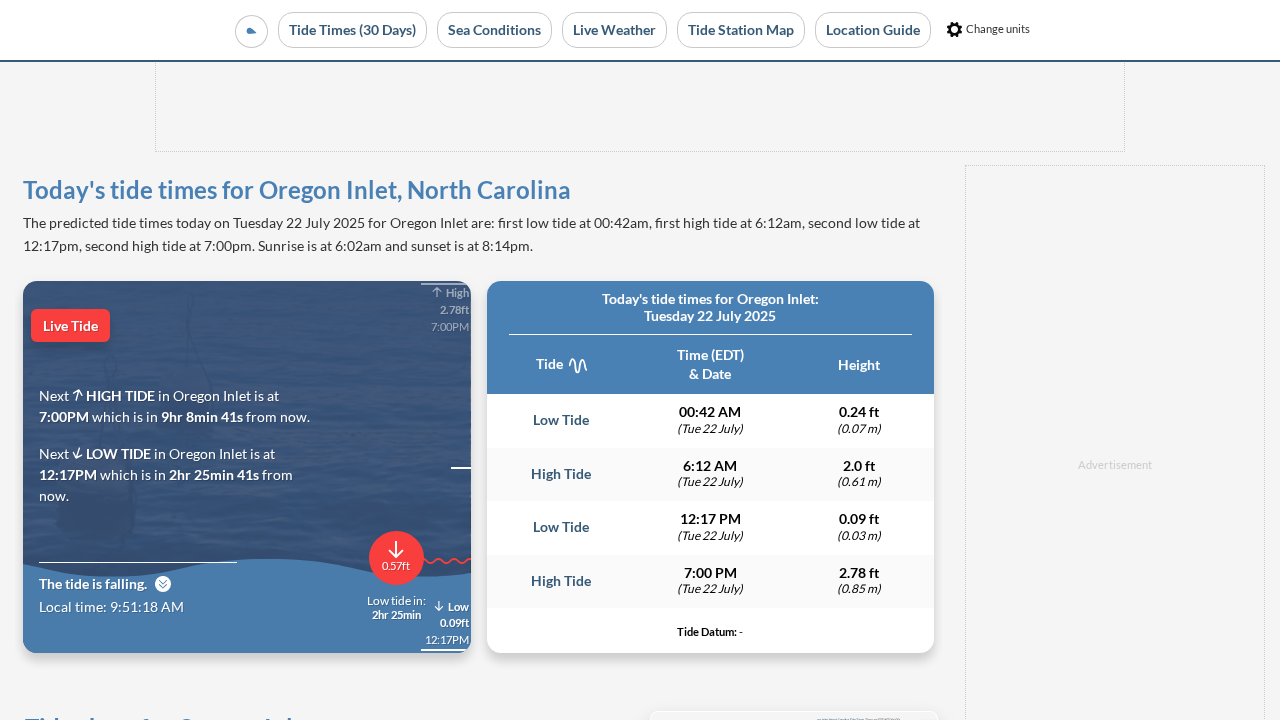 Tide Times (30 Days)
Sea Conditions
Live Weather
Tide Station Map
Location Guide
Change units
Today's tide times for Oregon Inlet, North Carolina
The predicted tide times today on Tuesday 22 July 2025 for Oregon Inlet are: first low tide at 00:42am, first high tide at 6:12am, second low tide at
12:17pm, second high tide at 7:00pm. Sunrise is at 6:02am and sunset is at 8:14pm.
High
2.78ft
7:00PM
Live Tide
Next HIGH TIDE in Oregon Inlet is at
7:00PM which is in 9hr 8min 41s from now.
Next LOW TIDE in Oregon Inlet is at
12:17PM which is in 2hr 25min 41s from
now.
0.57ft
The tide is falling.
Local time: 9:51:18 AM
Low tide in:
2hr 25min
Low
0.09ft
12:17PM
Today's tide times for Oregon Inlet:
Tuesday 22 July 2025
Tide
Time (EDT)
& Date
Height
Low Tide
00:42 AM
(Tue 22 July)
0.24 ft
(0.07 m)
High Tide
6:12 AM
(Tue 22 July)
2.0 ft
(0.61 m)
Low Tide
12:17 PM
(Tue 22 July)
0.09 ft
(0.03 m)
High Tide
7:00 PM
(Tue 22 July)
2.78 ft
(0.85 m)
Tide Datum: -
Advertisement